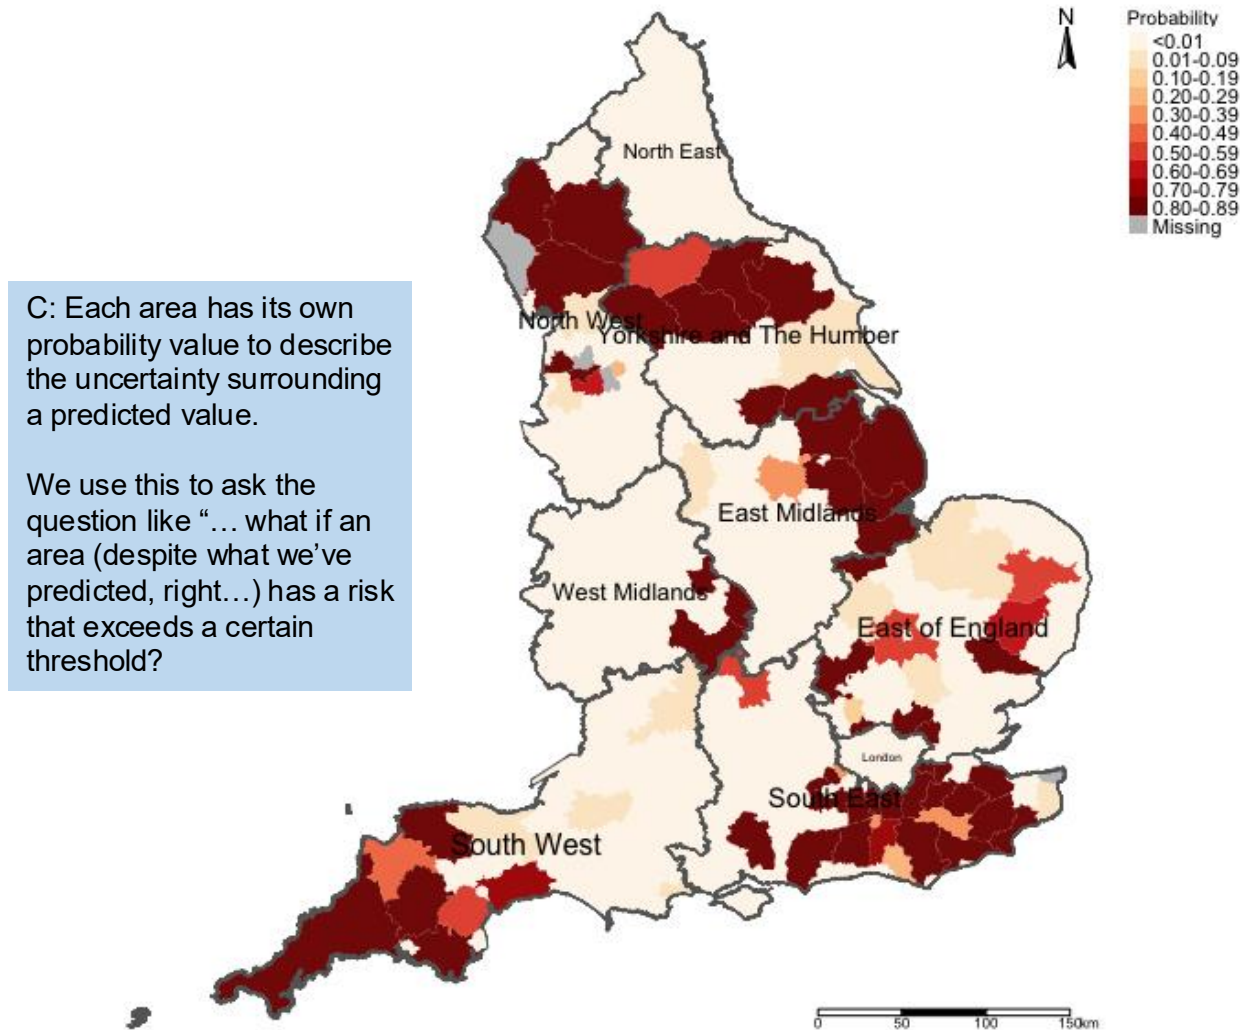 N
Probability
<0.01
0.01-0.09
0.10-0.19
0.20-0.29
0.30-0.39
0.40-0.49
0.50-0.59
0.60-0.69
0.70-0.79
0.80-0.89
Missing
North East
C: Each area has its own
probability value to describe
the uncertainty surrounding
a predicted value.
We use this to ask the
question like “… what if an
area (despite what we’ve
predicted, right…) has a risk
that exceeds a certain
threshold?
North West
Yorkshire and The Humber
East Midlands
West Midlands
East of England
London
South East
South West
0 50 100 150km